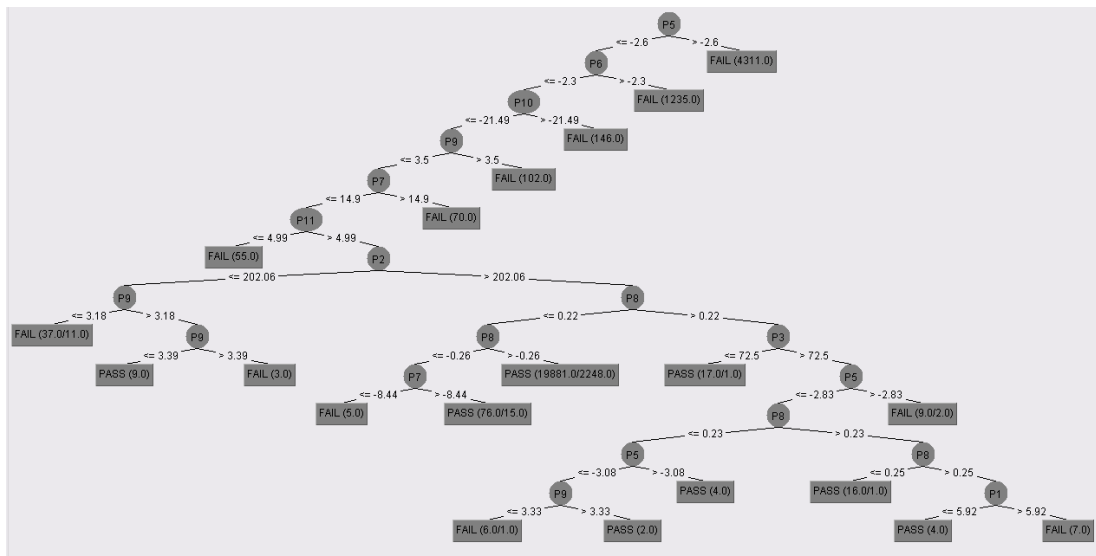 P5
<= -2.6 > -2.6
P6 FAIL (4311.0)
<= -2.3 > -2.3
P10 FAIL (1235.0)
<= -21.49 > -21.49
P9 FAIL (146.0)
<= 3.5 > 3.5
P7 FAIL (102.0)
<= 14.9 > 14.9
P11 FAIL (70.0)
<= 4.99 > 4.99
FAIL (55.0) P2
<= 202.06 > 202.06
P9 P8
<= 3.18 > 3.18 <= 0.22 > 0.22
FAIL (37.0/11.0) P9 P8 P3
<= 3.39 > 3.39 <= -0.26 > -0.26 <= 72.5 > 72.5
PASS (9.0) FAIL (3.0) P7 PASS (19881.0/2248.0) PASS (17.0/1.0) P5
<= -8.44 > -8.44 <= -2.83 > -2.83
FAIL (5.0) PASS (76.0/15.0) P8 FAIL (9.0/2.0)
<= 0.23 > 0.23
P5 P8
<= -3.08 > -3.08 <= 0.25 > 0.25
P9 PASS (4.0) PASS (16.0/1.0) P1
<= 3.33 > 3.33 <= 5.92 > 5.92
FAIL (6.0/1.0) PASS (2.0) PASS (4.0) FAIL (7.0)